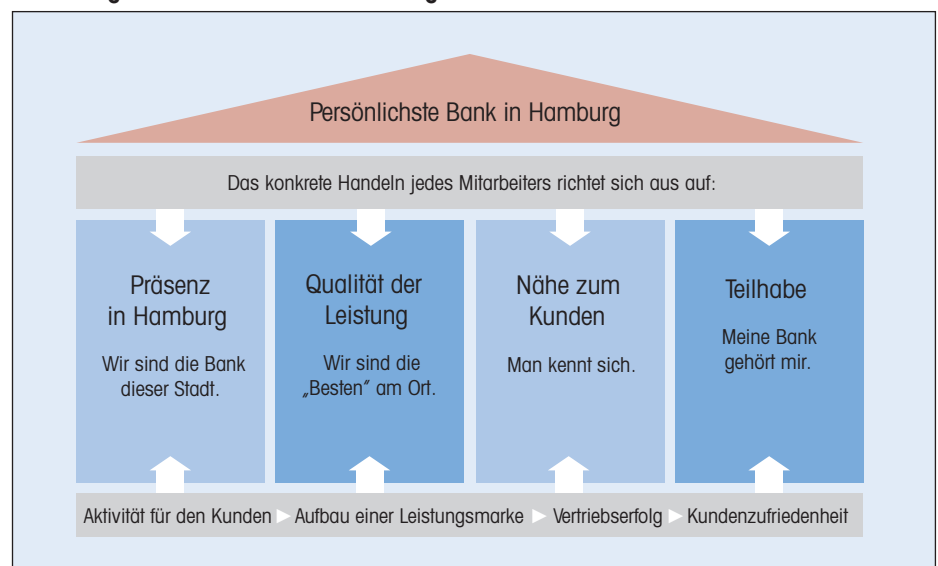 Persönlichste Bank in Hamburg
Das konkrete Handeln jedes Mitarbeiters richtet sich aus auf:
Präsenz
in Hamburg
Wir sind die Bank
dieser Stadt.
Qualität der
Leistung
Wir sind die
„Besten“ am Ort.
Nähe zum
Kunden
Man kennt sich.
Teilhabe
Meine Bank
gehört mir.
Aktivität für den Kunden ▶ Aufbau einer Leistungsmarke ▶ Vertriebserfolg ▶ Kundenzufriedenheit